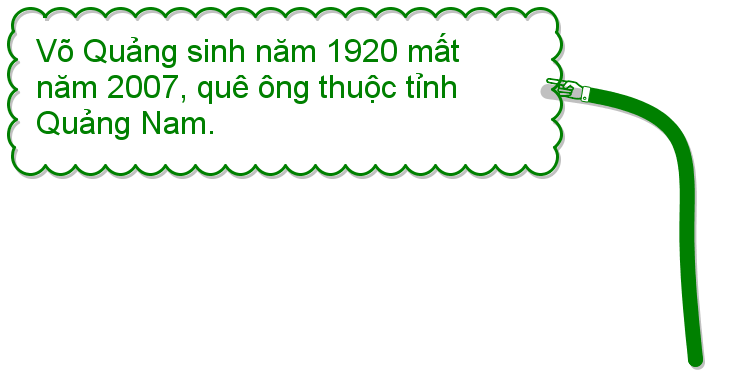 Võ Quảng sinh năm 1920 mất
năm 2007, quê ông thuộc tỉnh
Quảng Nam.